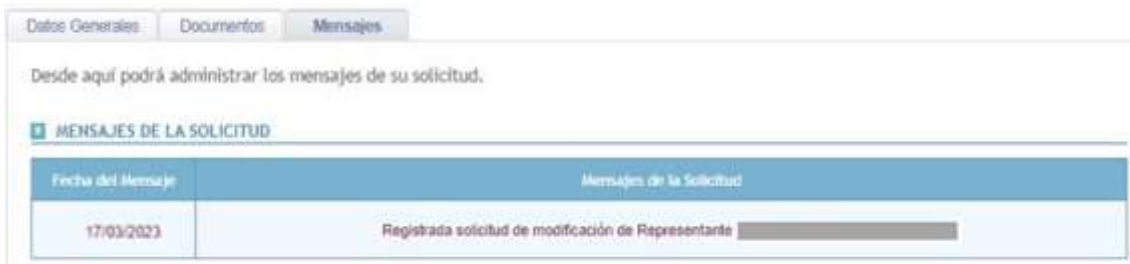 Datos Generales Documentos Mensajes
Desde aquí podrá administrar los mensajes de su solicitud.
MENSAJES DE LA SOLICITUD
Fecha del Mensaje Mensajes de la Solicitud
17/03/2023 Registrada solicitud de modificación de Representante